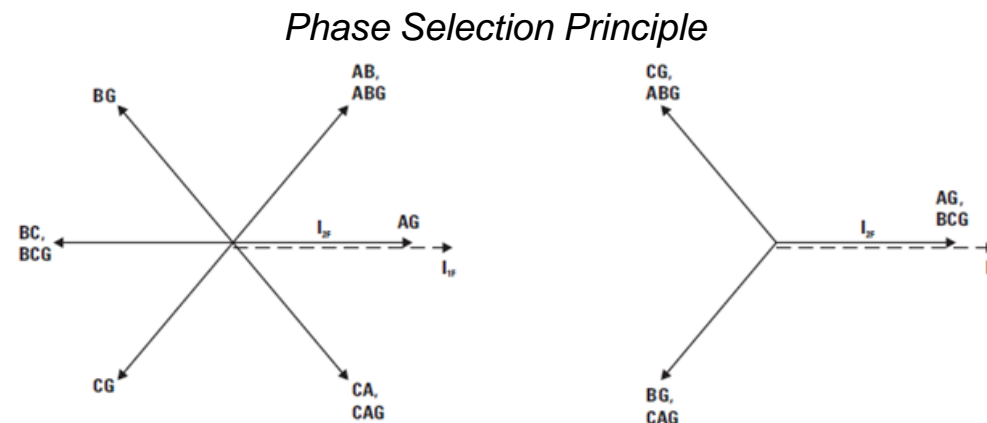 Phase Selection Principle
BG
AB,
ABG
BC,
BCG
I2F
AG
I1F
CG
CA,
CAG
CG,
ABG
AG,
BCG
I2F
I
BG,
CAG